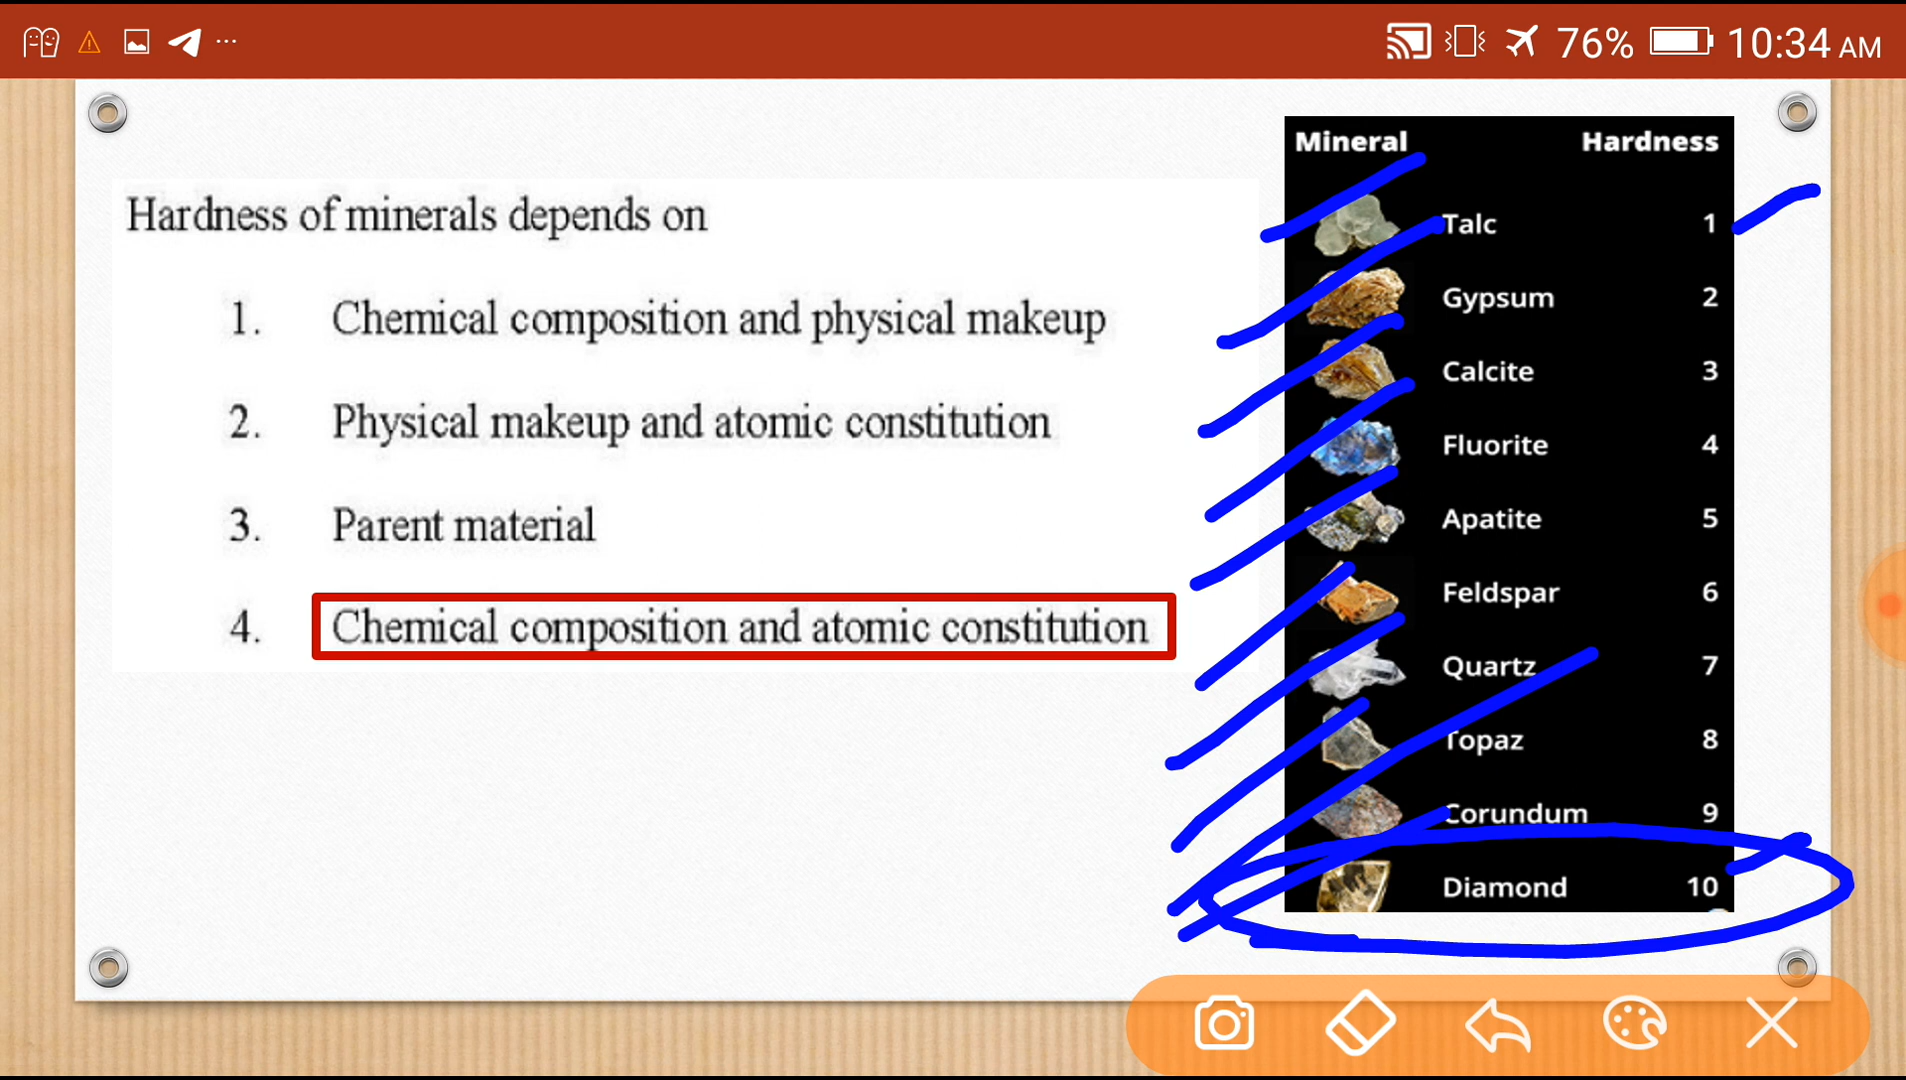 76% 10:34 AM
Hardness of minerals depends on
1. Chemical composition and physical makeup
2. Physical makeup and atomic constitution
3. Parent material
4. Chemical composition and atomic constitution
Mineral Hardness
Talc 1
Gypsum 2
Calcite 3
Fluorite 4
Apatite 5
Feldspar 6
Quartz 7
Topaz 8
Corundum 9
Diamond 10